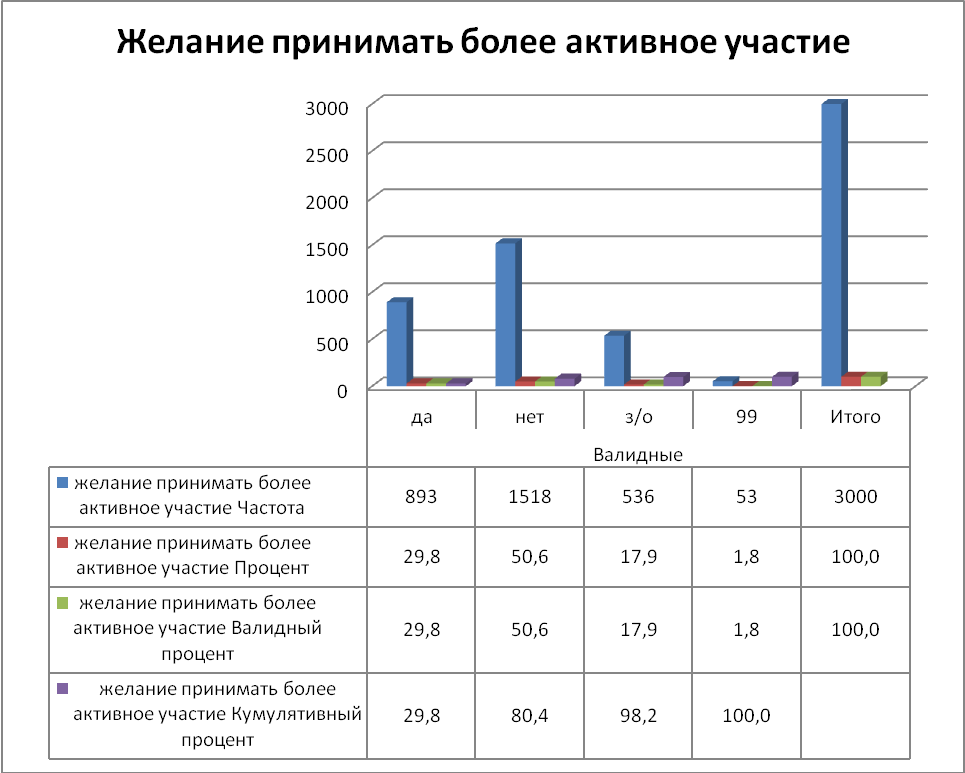 Желание принимать более активное участие
3000
2500
2000
1500
1000
500
0
да нет з/о 99 Итого
Валидные
желание принимать более
активное участие Частота
893 1518 536 53 3000
желание принимать более
активное участие Процент
29,8 50,6 17,9 1,8 100,0
желание принимать более
активное участие Валидный
процент
29,8 50,6 17,9 1,8 100,0
желание принимать более
активное участие Кумулятивный
процент
29,8 80,4 98,2 100,0